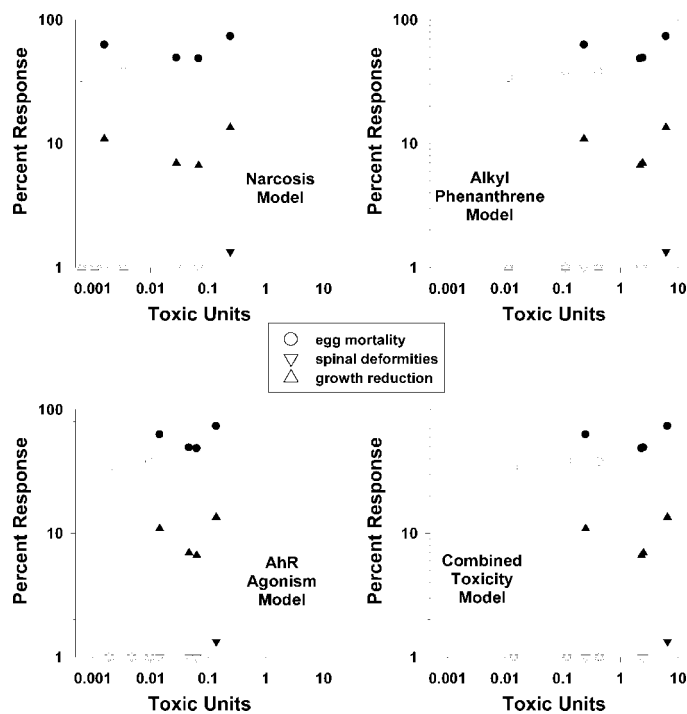 100
100
Percent Response
10
Narcosis
Model
1
0.001 0.01 0.1 1 10
Toxic Units
Percent Response
10
Alkyl
Phenanthrene
Model
1
0.001 0.01 0.1 1 10
Toxic Units
egg mortality
spinal deformities
growth reduction
100
Percent Response
10
AhR
Agonism
Model
1
0.001 0.01 0.1 1 10
Toxic Units
100
Percent Response
10
Combined
Toxicity
Model
1
0.001 0.01 0.1 1 10
Toxic Units